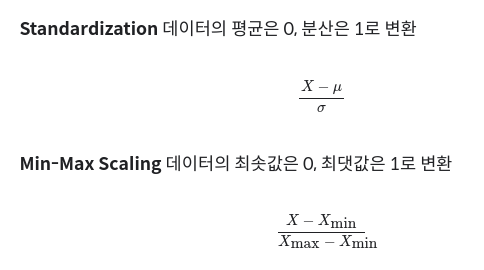 Standardization 데이터의 평균은 0, 분산은 1로 변환
X − μ
σ
Min-Max Scaling 데이터의 최솟값은 0, 최댓값은 1로 변환
X − Xmin
Xmax − Xmin